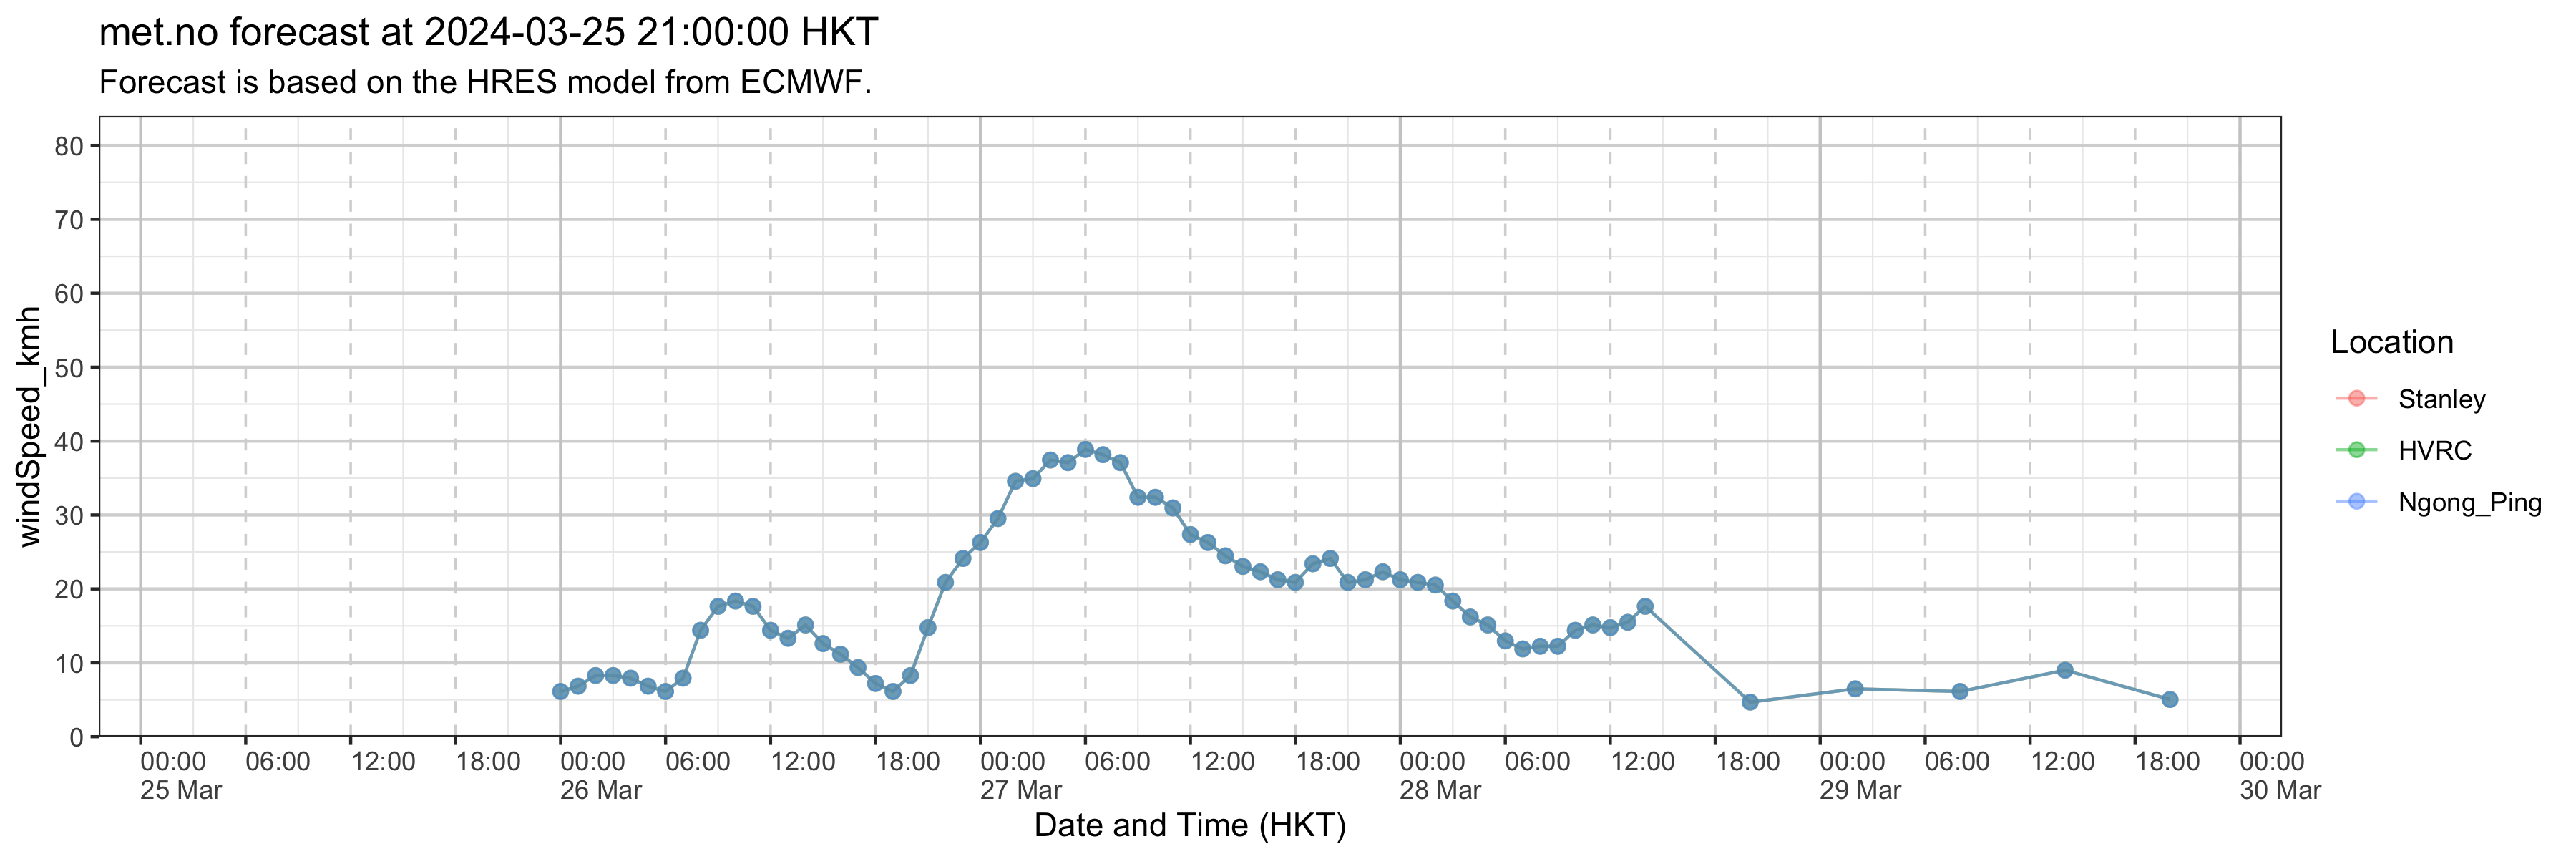 met.no forecast at 2024-03-25 21:00:00 HKT
Forecast is based on the HRES model from ECMWF.
windSpeed_kmh
80
70
60
50
40
30
20
10
0
00:00 06:00 12:00 18:00 00:00 06:00 12:00 18:00 00:00 06:00 12:00 18:00 00:00 06:00 12:00 18:00 00:00 06:00 12:00 18:00 00:00
25 Mar 26 Mar 27 Mar 28 Mar 29 Mar 30 Mar
Date and Time (HKT)
Location
Stanley
HVRC
Ngong_Ping